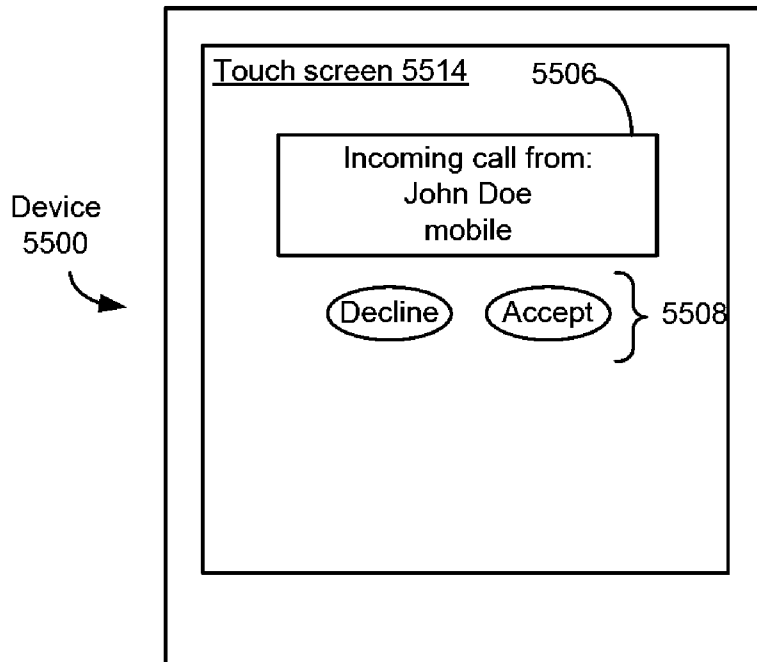 Touch screen 5514
5506
Incoming call from:
John Doe
mobile
Device
5500
Decline
Accept
5508